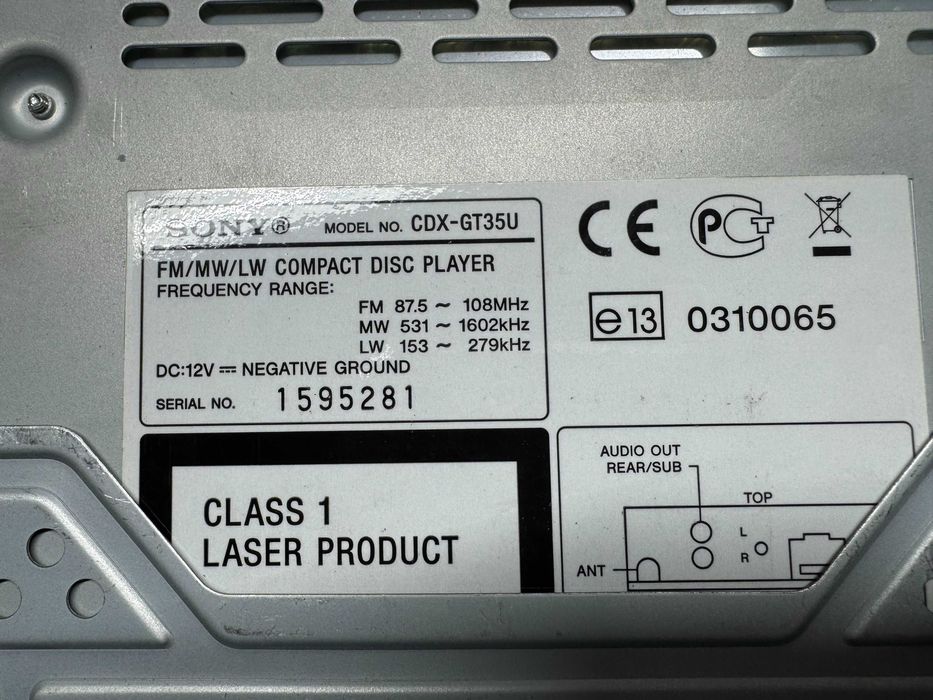 SONY® MODEL NO. CDX-GT35U
FM/MW/LW COMPACT DISC PLAYER
FREQUENCY RANGE:
FM 87.5 ~ 108MHz
MW 531 ~ 1602kHz
LW 153 ~ 279kHz
DC:12V ⎓ NEGATIVE GROUND
SERIAL NO. 1595281
CE РСТ
e13 0310065
CLASS 1
LASER PRODUCT
AUDIO OUT
REAR/SUB
TOP
L
R
ANT